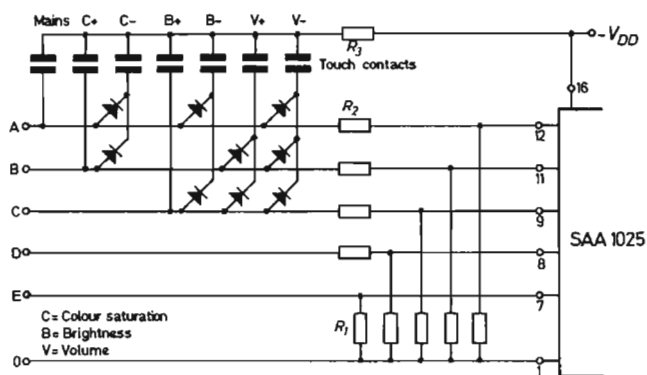 Mains C+ C- B+ B- V+ V-
R3
-VDD
Touch contacts
16
R2
A
12
B
11
C
9
SAA 1025
D
8
E
7
C= Colour saturation
B= Brightness
V= Volume
R1
0
1